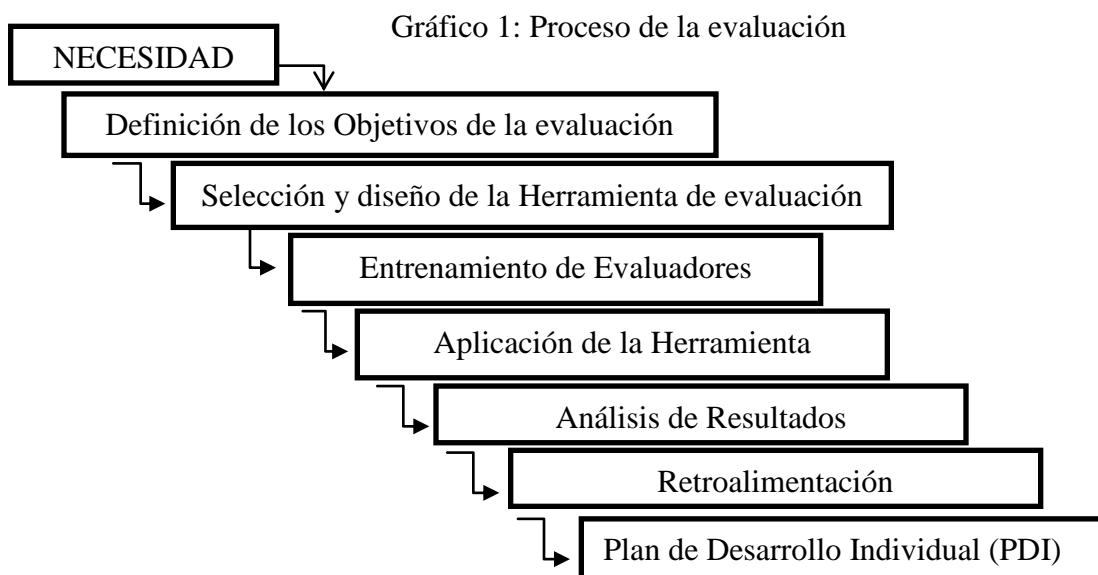 Gráfico 1: Proceso de la evaluación
NECESIDAD
Definición de los Objetivos de la evaluación
Selección y diseño de la Herramienta de evaluación
Entrenamiento de Evaluadores
Aplicación de la Herramienta
Análisis de Resultados
Retroalimentación
Plan de Desarrollo Individual (PDI)